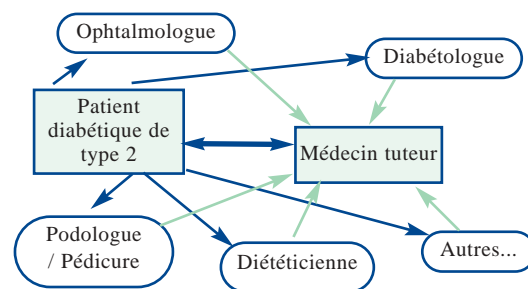 Ophtalmologue
Diabétologue
Patient
diabétique de
type 2
Médecin tuteur
Podologue
/ Pédicure
Diététicienne
Autres...